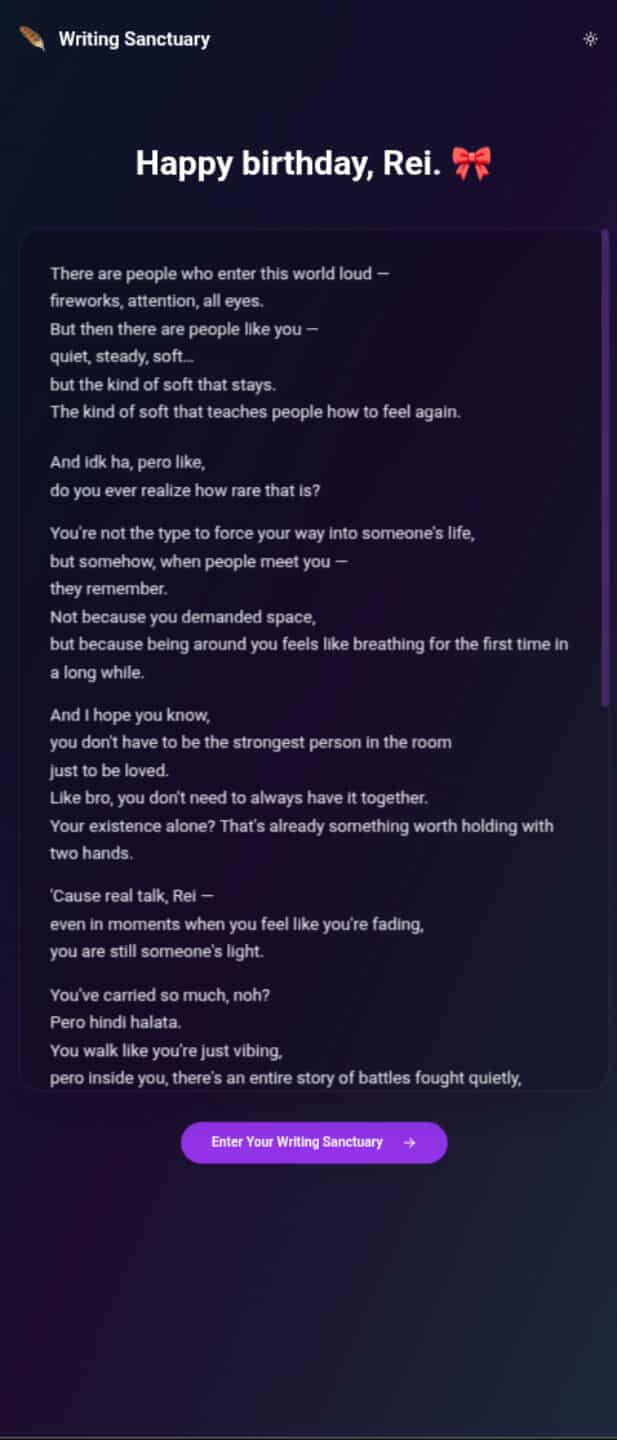 Writing Sanctuary
Happy birthday, Rei. 🎀
There are people who enter this world loud —
fireworks, attention, all eyes.
But then there are people like you —
quiet, steady, soft...
but the kind of soft that stays.
The kind of soft that teaches people how to feel again.
And idk ha, pero like,
do you ever realize how rare that is?
You're not the type to force your way into someone's life,
but somehow, when people meet you —
they remember.
Not because you demanded space,
but because being around you feels like breathing for the first time in
a long while.
And I hope you know,
you don't have to be the strongest person in the room
just to be loved.
Like bro, you don't need to always have it together.
Your existence alone? That's already something worth holding with
two hands.
'Cause real talk, Rei —
even in moments when you feel like you're fading,
you are still someone's light.
You've carried so much, noh?
Pero hindi halata.
You walk like you're just vibing,
pero inside you, there's an entire story of battles fought quietly,
Enter Your Writing Sanctuary →